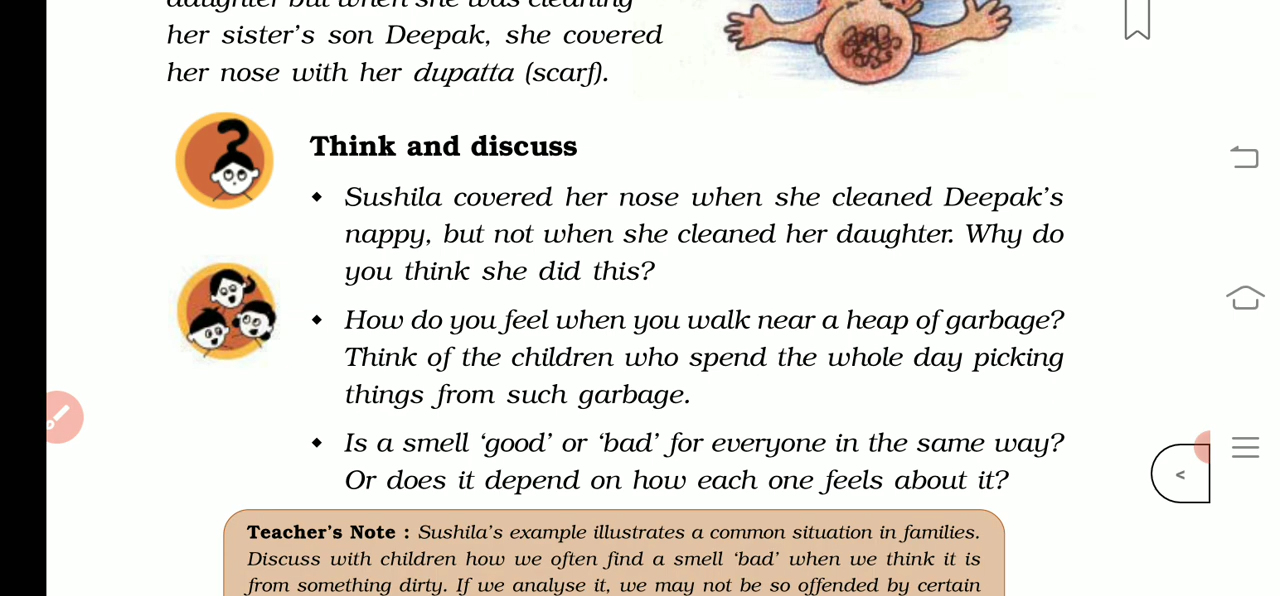 daughter but when she was cleaning
her sister's son Deepak, she covered
her nose with her dupatta (scarf).
Think and discuss
◆ Sushila covered her nose when she cleaned Deepak's
nappy, but not when she cleaned her daughter. Why do
you think she did this?
◆ How do you feel when you walk near a heap of garbage?
Think of the children who spend the whole day picking
things from such garbage.
◆ Is a smell ‘good’ or ‘bad’ for everyone in the same way?
Or does it depend on how each one feels about it?
Teacher's Note : Sushila's example illustrates a common situation in families.
Discuss with children how we often find a smell ‘bad’ when we think it is
from something dirty. If we analyse it, we may not be so offended by certain